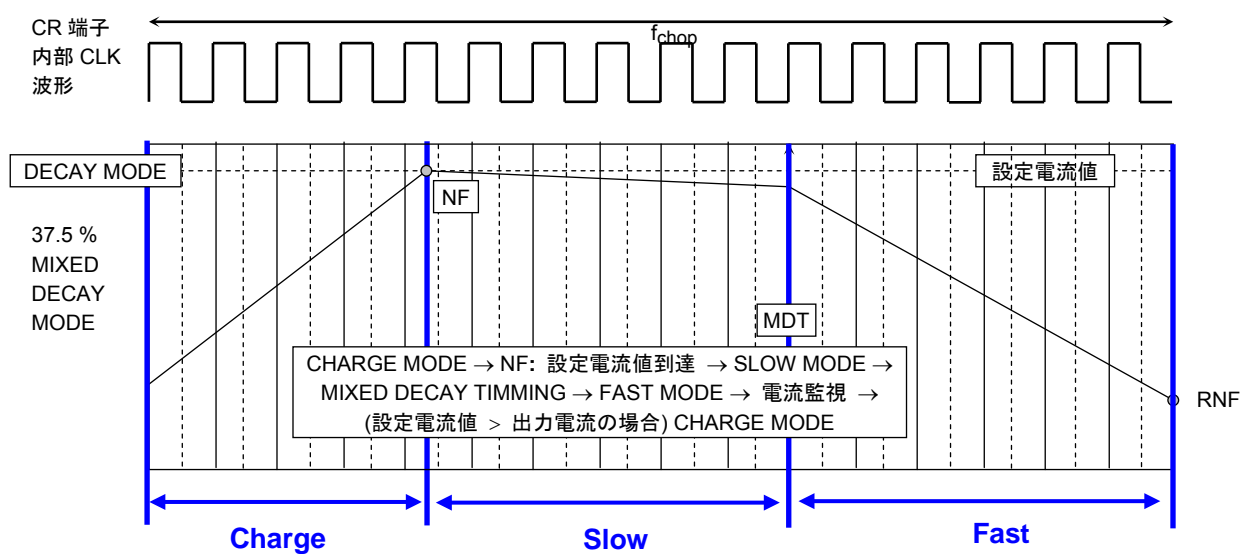 CR 端子
内部 CLK
波形
fchop
DECAY MODE
設定電流値
NF
37.5 %
MIXED
DECAY
MODE
MDT
CHARGE MODE → NF: 設定電流値到達 → SLOW MODE →
MIXED DECAY TIMMING → FAST MODE → 電流監視 →
(設定電流値 > 出力電流の場合) CHARGE MODE
RNF
Charge
Slow
Fast